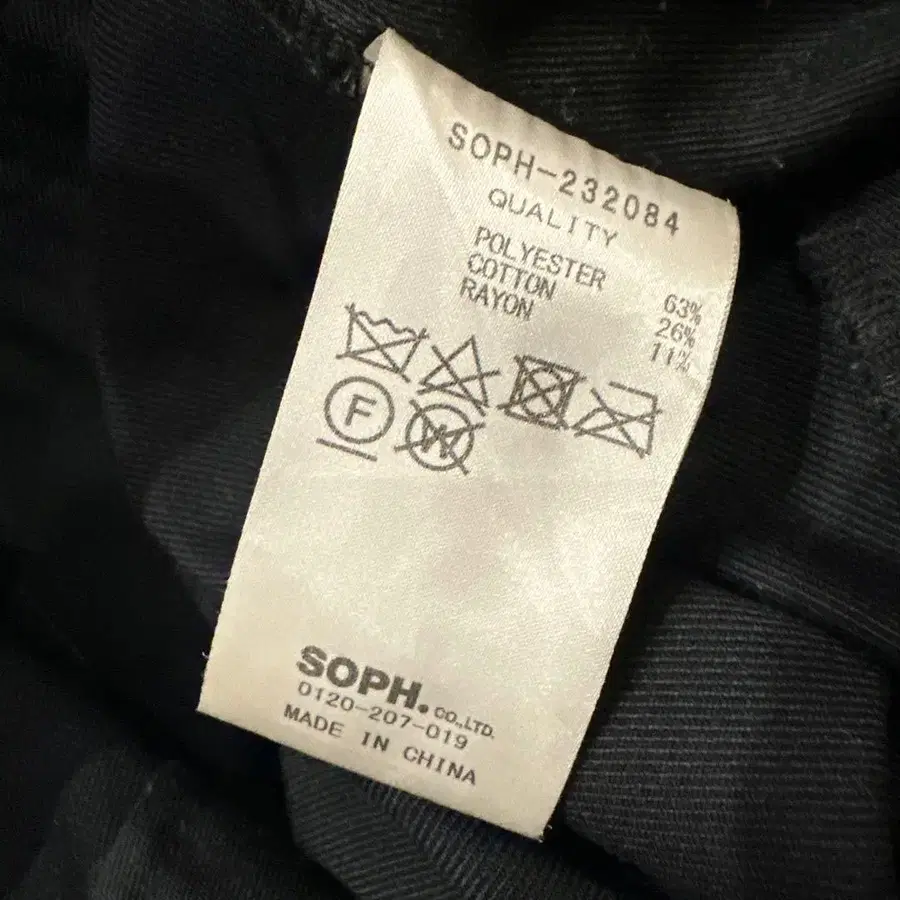 SOPH-232084
QUALITY
POLYESTER 63%
COTTON 26%
RAYON 11%
F W
SOPH. CO.,LTD.
0120-207-019
MADE IN CHINA